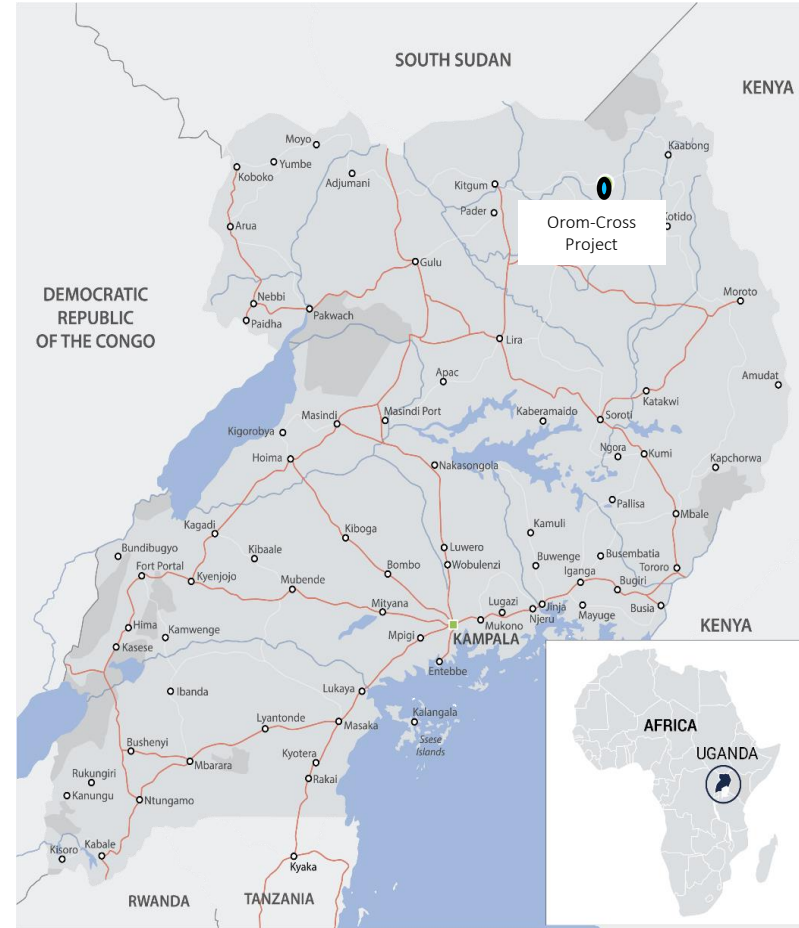 SOUTH SUDAN
KENYA
Moyo
Yumbe
Koboko
Adjumani
Kaabong
Kitgum
Pader
Orom-Cross
Project
Kotido
Arua
Gulu
DEMOCRATIC
REPUBLIC
OF THE CONGO
Nebbi
Paidha
Pakwach
Moroto
Lira
Apac
Amudat
Katakwi
Masindi
Masindi Port
Kaberamaido
Soroti
Kigorobya
Hoima
Nakasongola
Ngora
Kumi
Kapchorwa
Pallisa
Mbale
Kagadi
Kiboga
Kamuli
Bundibugyo
Kibaale
Luwero
Fort Portal
Kyenjojo
Mubende
Bombo
Wobulenzi
Buwenge
Busembatia
Iganga
Tororo
Bugiri
Mityana
Lugazi
Jinja
Njeru
Mayuge
Busia
Hima
Kamwenge
Kasese
Mpigi
KAMPALA
Mukono
KENYA
Entebbe
Ibanda
Lukaya
Lyantonde
Masaka
Kalangala
Ssese
Islands
Bushenyi
Mbarara
Kyotera
Rakai
Rukungiri
Kanungu
Ntungamo
Kisoro
Kabale
Kyaka
RWANDA
TANZANIA
AFRICA
UGANDA